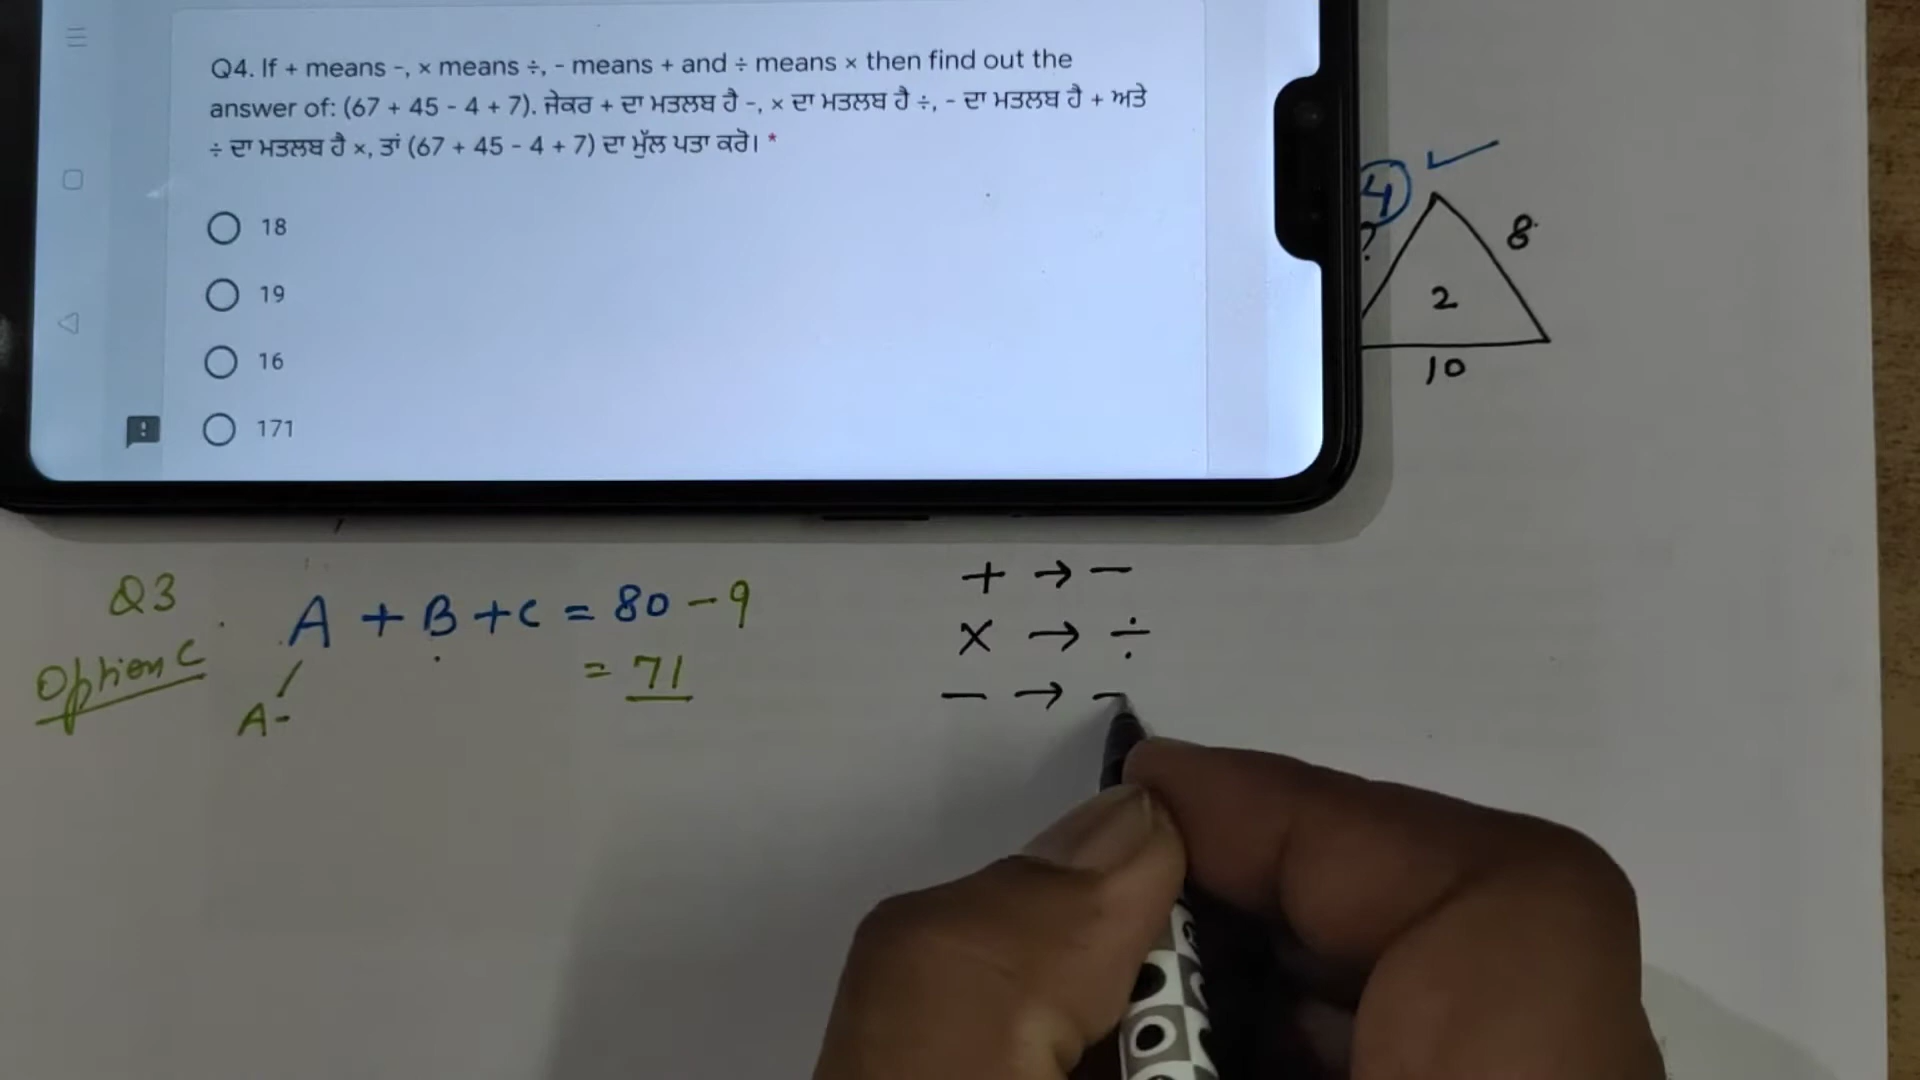 Q4. If + means -, × means ÷, - means + and ÷ means × then find out the
answer of: (67 + 45 - 4 + 7). ਜੇਕਰ + ਦਾ ਮਤਲਬ ਹੈ -, × ਦਾ ਮਤਲਬ ਹੈ ÷, - ਦਾ ਮਤਲਬ ਹੈ + ਅਤੇ
÷ ਦਾ ਮਤਲਬ ਹੈ ×, ਤਾਂ (67 + 45 - 4 + 7) ਦਾ ਮੁੱਲ ਪਤਾ ਕਰੋ। *
18
19
16
171
4
?
8
2
10
Q3
A + B + C = 80 - 9
Option C
= 71
A-
+ → -
× → ÷
- → -